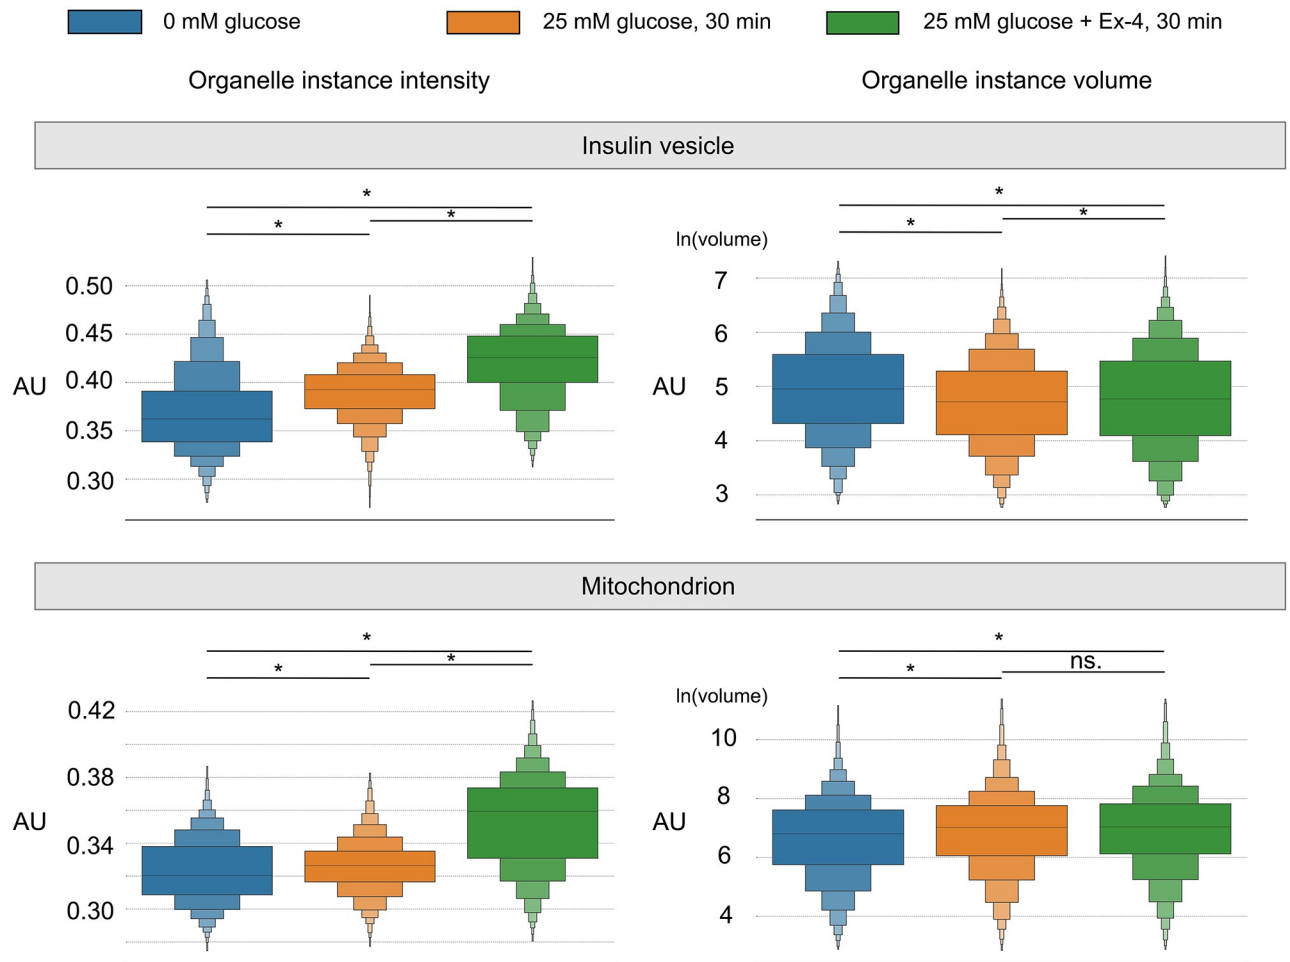 0 mM glucose
25 mM glucose, 30 min
25 mM glucose + Ex-4, 30 min
Organelle instance intensity
Organelle instance volume
Insulin vesicle
*
*
*
AU
0.50
0.45
0.40
0.35
0.30
*
*
*
ln(volume)
AU
7
6
5
4
3
Mitochondrion
*
*
*
AU
0.42
0.38
0.34
0.30
*
*
ns.
ln(volume)
AU
10
8
6
4